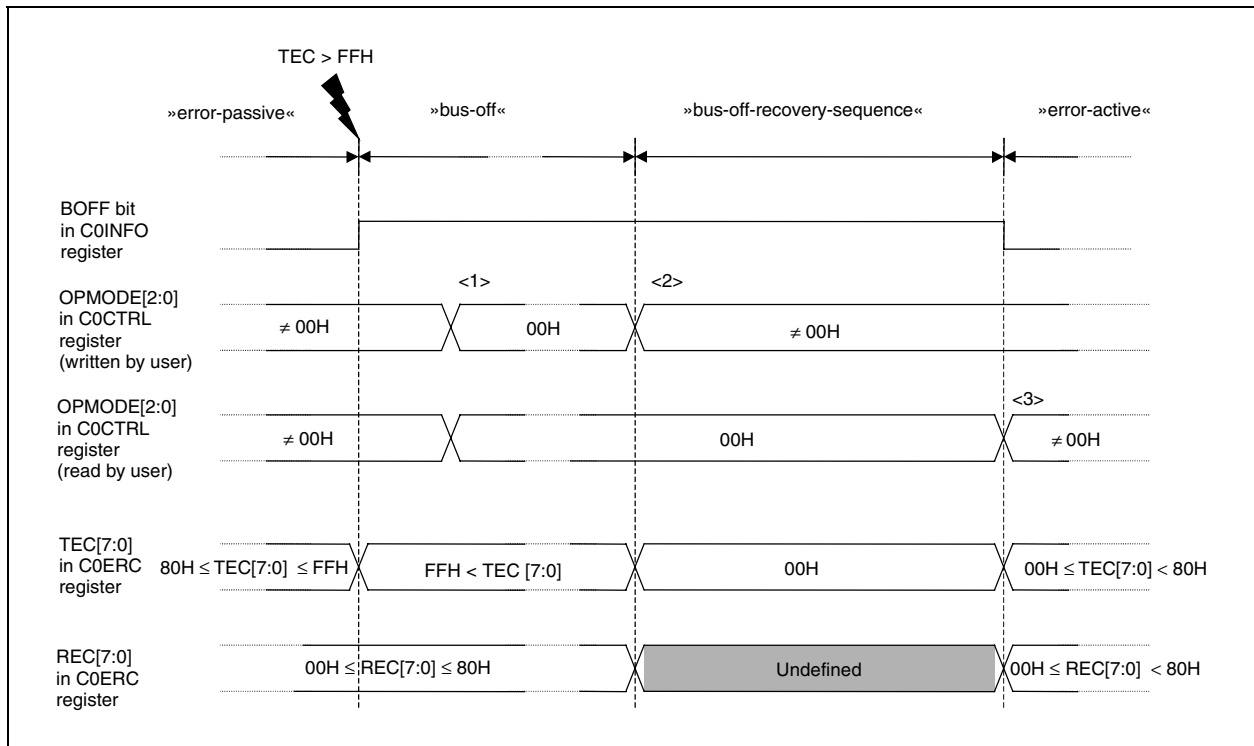 TEC > FFH
»error-passive«
»bus-off«
»bus-off-recovery-sequence«
»error-active«
BOFF bit
in C0INFO
register
<1>
<2>
OPMODE[2:0]
in C0CTRL
register
(written by user)
≠ 00H
00H
≠ 00H
<3>
OPMODE[2:0]
in C0CTRL
register
(read by user)
≠ 00H
00H
≠ 00H
TEC[7:0]
in C0ERC
register
80H ≤ TEC[7:0] ≤ FFH
FFH < TEC [7:0]
00H
00H ≤ TEC[7:0] < 80H
REC[7:0]
in C0ERC
register
00H ≤ REC[7:0] ≤ 80H
Undefined
00H ≤ REC[7:0] < 80H